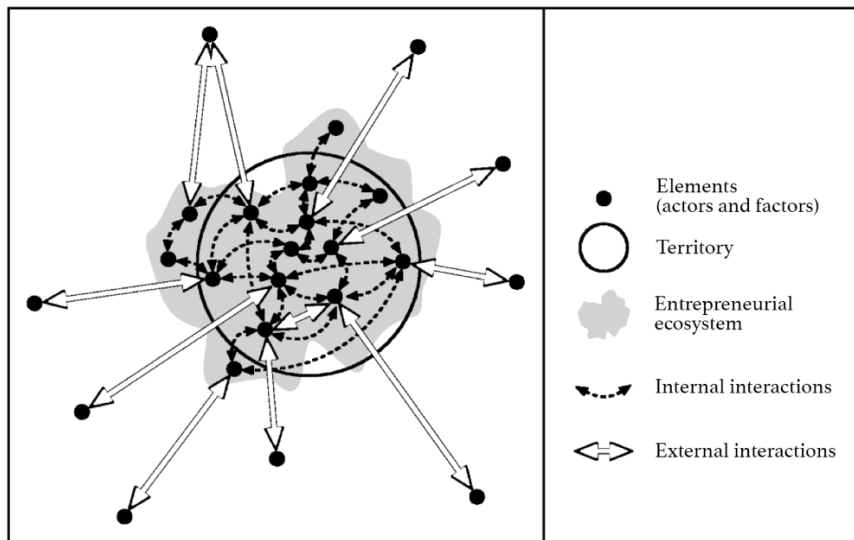 Elements
(actors and factors)
Territory
Entrepreneurial
ecosystem
Internal interactions
External interactions